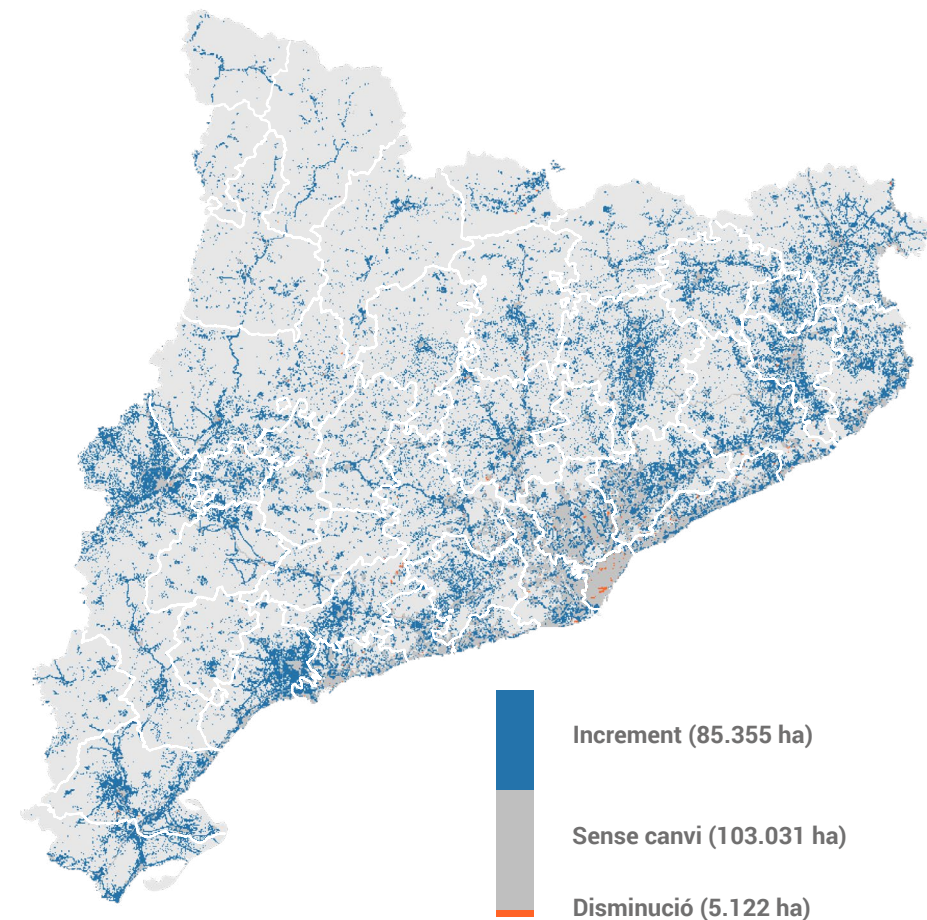 Increment (85.355 ha)
Sense canvi (103.031 ha)
Disminució (5.122 ha)